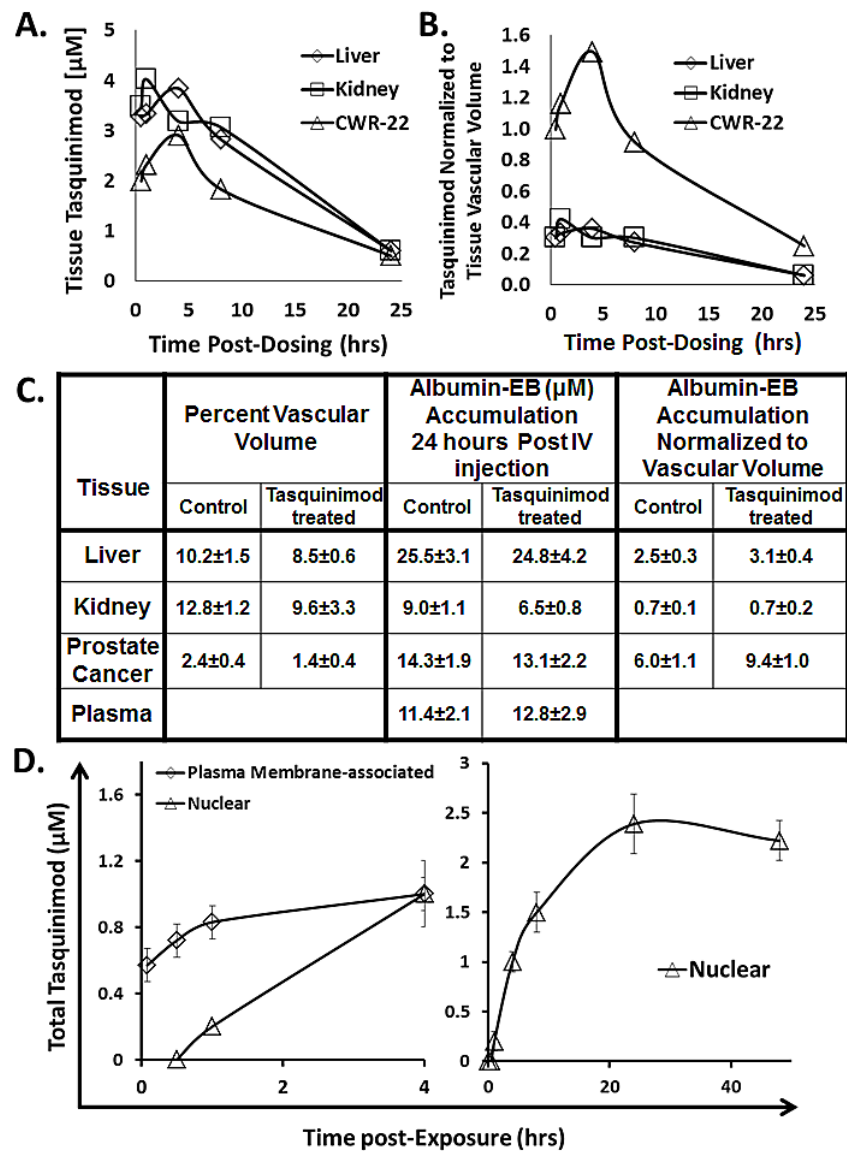 A.
5
4
3
2
1
0
0 5 10 15 20 25
Tissue Tasquinimod [µM]
Time Post-Dosing (hrs)
Liver
Kidney
CWR-22
B.
1.6
1.4
1.2
1.0
0.8
0.6
0.4
0.2
0.0
0 5 10 15 20 25
Tasquinimod Normalized to
Tissue Vascular Volume
Time Post-Dosing (hrs)
Liver
Kidney
CWR-22
C.
Tissue
Percent Vascular
Volume
Albumin-EB (µM)
Accumulation
24 hours Post IV
injection
Albumin-EB
Accumulation
Normalized to
Vascular Volume
Control
Tasquinimod
treated
Control
Tasquinimod
treated
Control
Tasquinimod
treated
Liver 10.2±1.5 8.5±0.6 25.5±3.1 24.8±4.2 2.5±0.3 3.1±0.4
Kidney 12.8±1.2 9.6±3.3 9.0±1.1 6.5±0.8 0.7±0.1 0.7±0.2
Prostate
Cancer 2.4±0.4 1.4±0.4 14.3±1.9 13.1±2.2 6.0±1.1 9.4±1.0
Plasma 11.4±2.1 12.8±2.9
D.
Total Tasquinimod (µM)
Plasma Membrane-associated
Nuclear
1.6
1.2
0.8
0.4
0
0 2 4
3
2.5
2
1.5
1
0.5
0
0 20 40
Nuclear
Time post-Exposure (hrs)